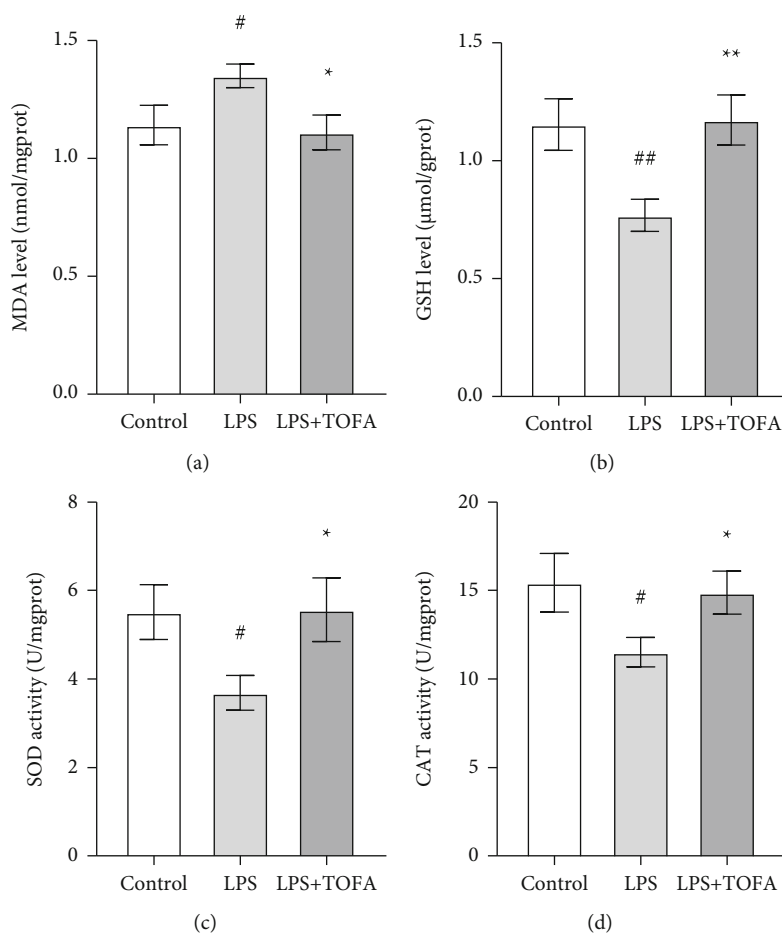 MDA level (nmol/mgprot)
1.5
1.0
0.5
0.0
#
*
Control
LPS
LPS+TOFA
(a)
GSH level (μmol/gprot)
1.5
1.0
0.5
0.0
##
**
Control
LPS
LPS+TOFA
(b)
SOD activity (U/mgprot)
8
6
4
2
0
#
*
Control
LPS
LPS+TOFA
(c)
CAT activity (U/mgprot)
20
15
10
5
0
#
*
Control
LPS
LPS+TOFA
(d)